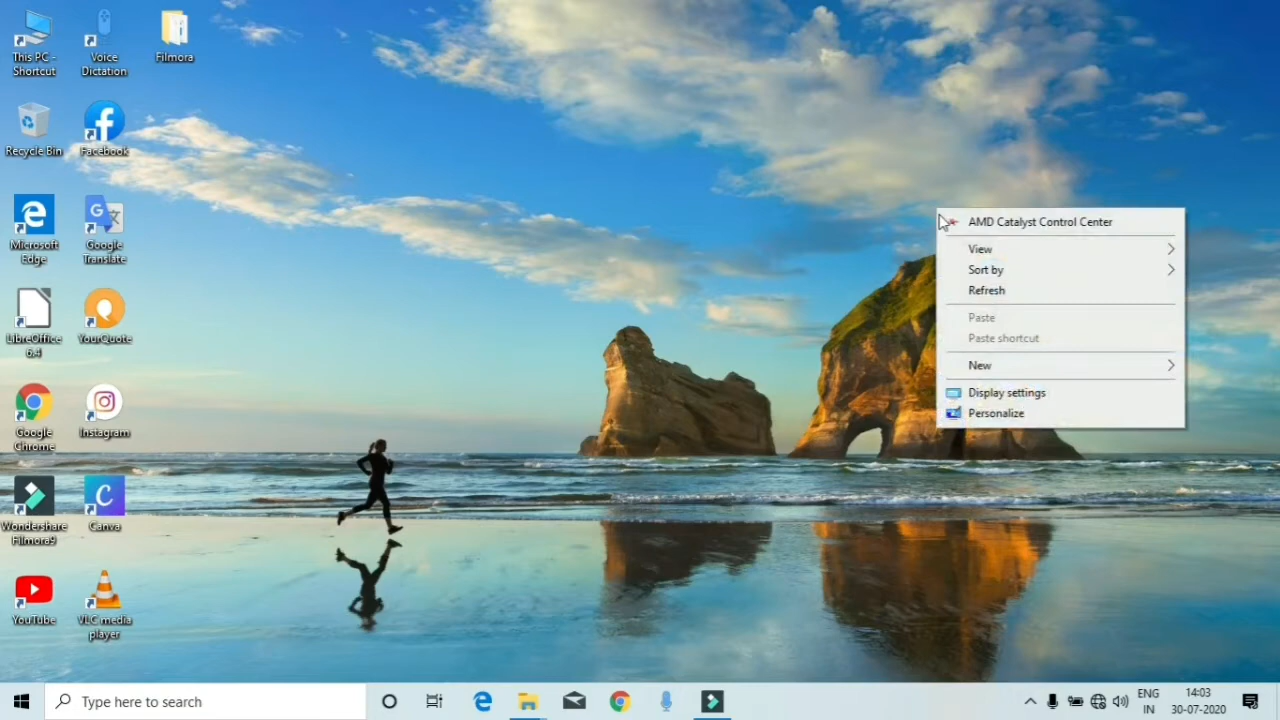 This PC -
Shortcut
Voice
Dictation
Filmora
Recycle Bin
Facebook
Microsoft
Edge
Google
Translate
LibreOffice
6.4
YourQuote
Google
Chrome
Instagram
Wondershare
Filmora9
Canva
YouTube
VLC media
player
AMD Catalyst Control Center
View
Sort by
Refresh
Paste
Paste shortcut
New
Display settings
Personalize
Type here to search
ENG
IN
14:03
30-07-2020